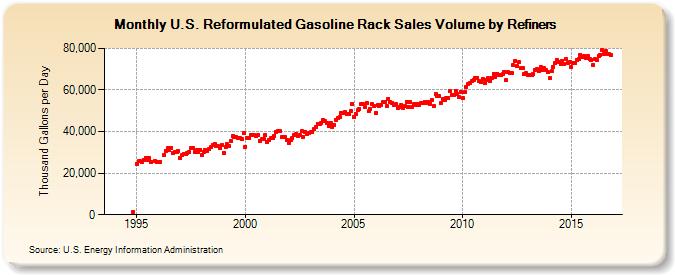 Monthly U.S. Reformulated Gasoline Rack Sales Volume by Refiners
Thousand Gallons per Day
80,000
60,000
40,000
20,000
0
1995 2000 2005 2010 2015
Source: U.S. Energy Information Administration